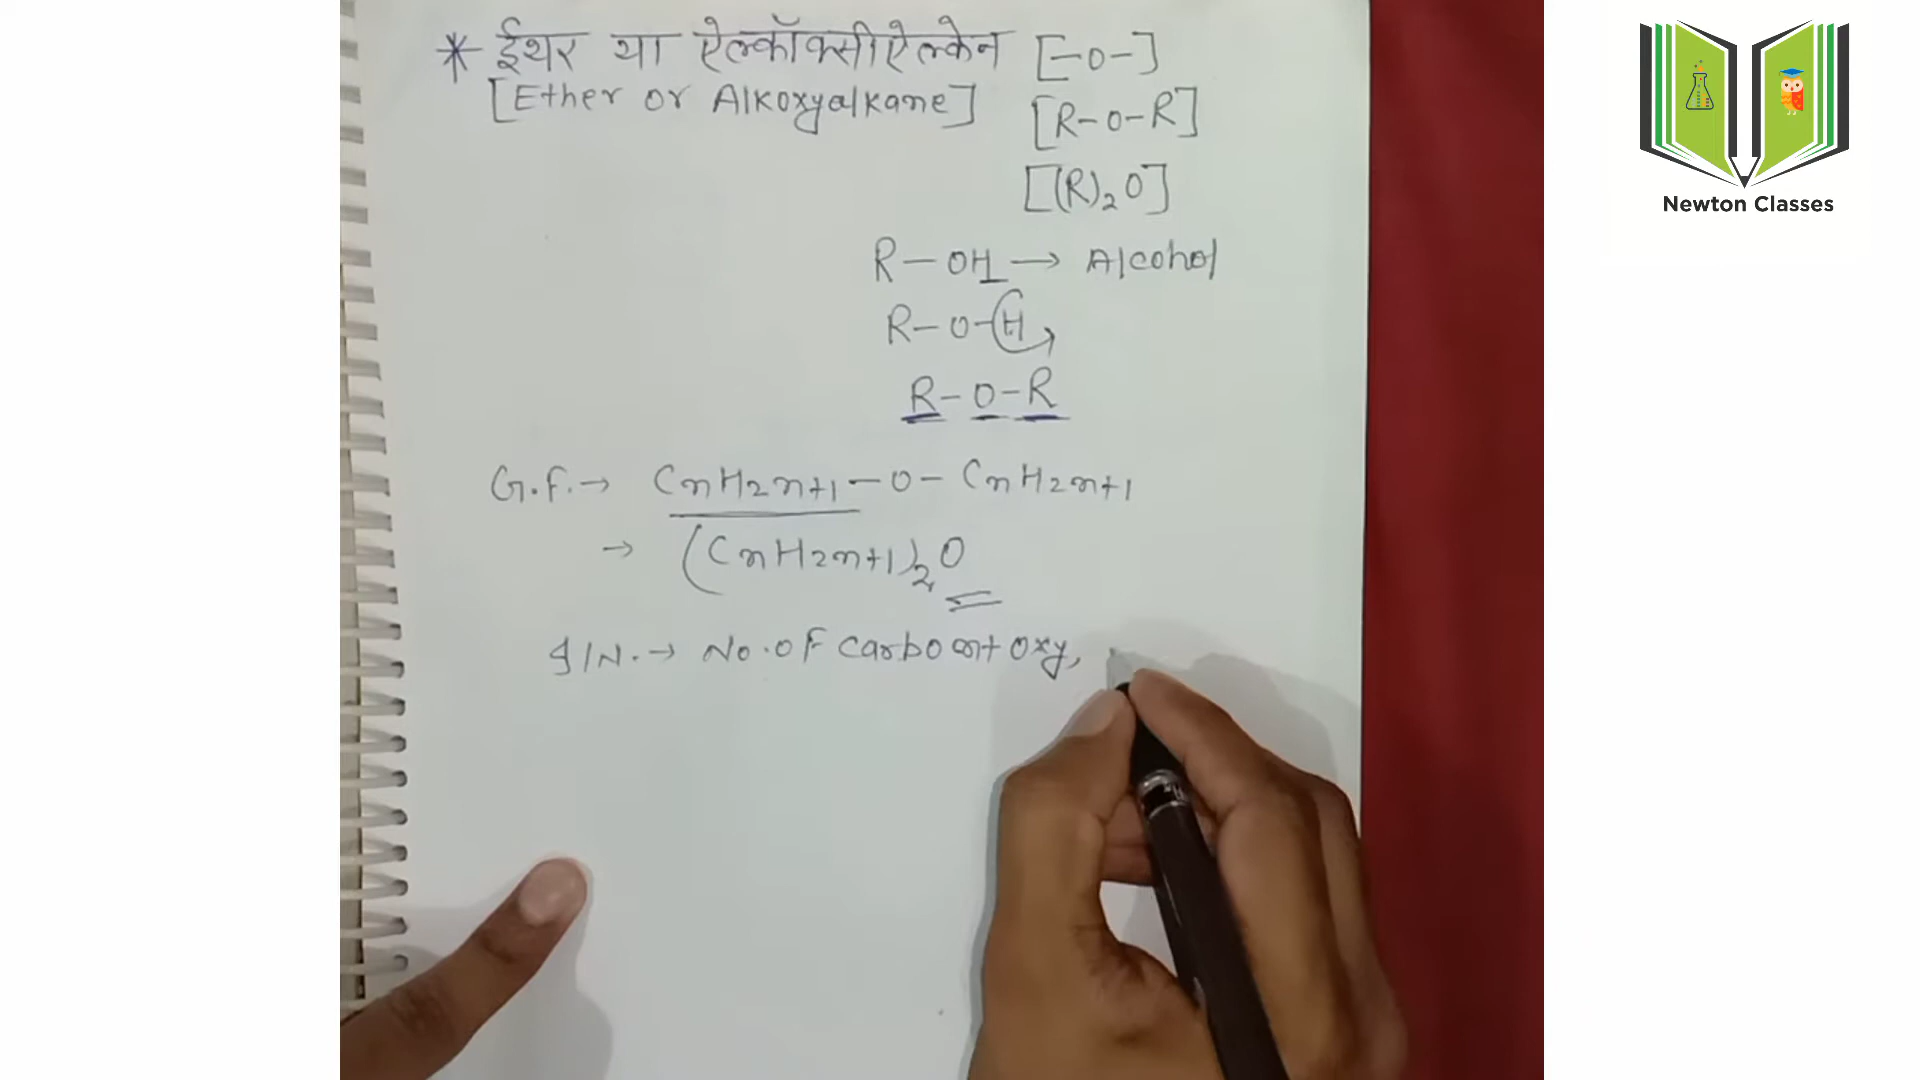 * ईथर या ऐल्कॉक्सीऐल्केन [-O-]
[Ether or Alkoxyalkane] [R-O-R]
[(R)₂O]
R-OH → Alcohol
R-O-H
R-O-R
G.F. → CnH2n+1-O-CnH2n+1
→ (CnH2n+1)₂O
I/N. → No. of Carbon + Oxy,
Newton Classes